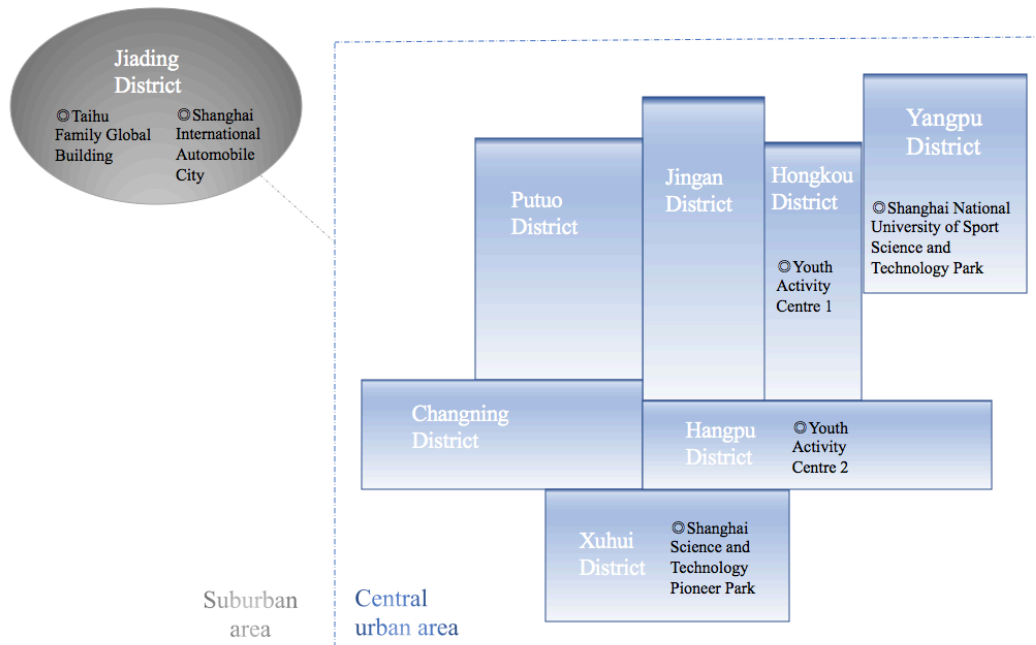 Jiading
District
◎Taihu
Family Global
Building
◎Shanghai
International
Automobile
City
Putuo
District
Jingan
District
Hongkou
District
◎Youth
Activity
Centre 1
Yangpu
District
◎Shanghai National
University of Sport
Science and
Technology Park
Changning
District
Hangpu
District
◎Youth
Activity
Centre 2
Xuhui
District
◎Shanghai
Science and
Technology
Pioneer Park
Suburban
area
Central
urban area